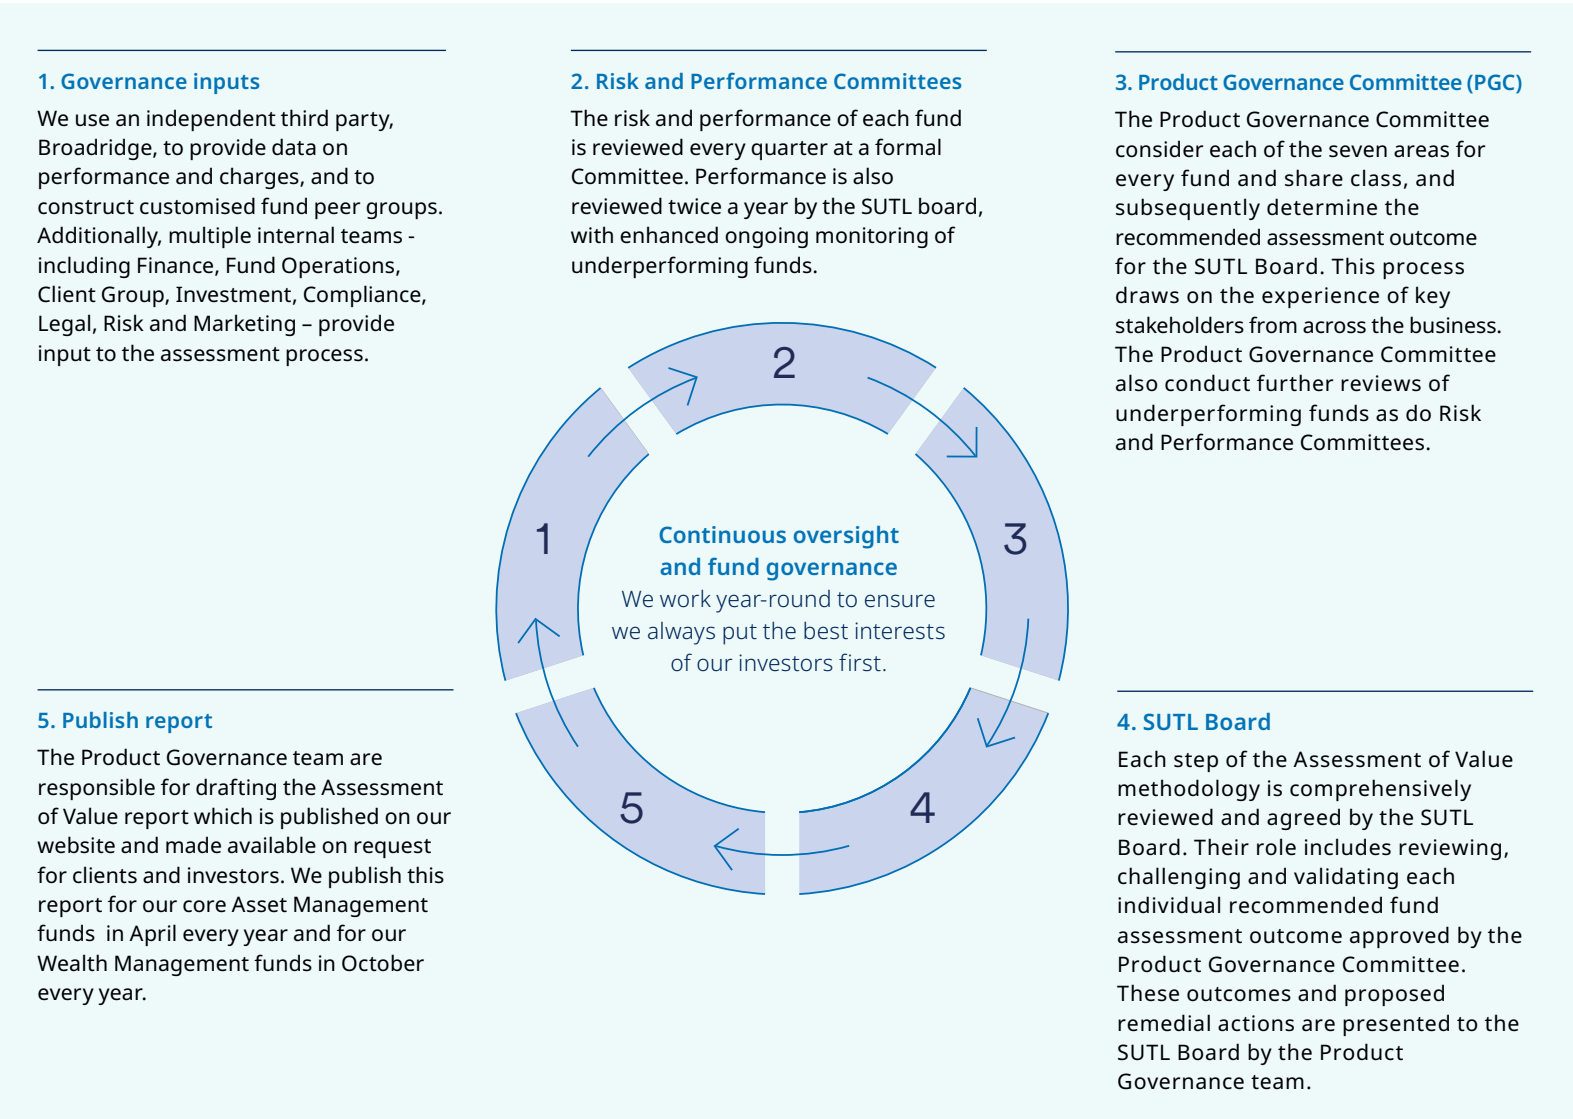 1. Governance inputs
We use an independent third party,
Broadridge, to provide data on
performance and charges, and to
construct customised fund peer groups.
Additionally, multiple internal teams -
including Finance, Fund Operations,
Client Group, Investment, Compliance,
Legal, Risk and Marketing – provide
input to the assessment process.
2. Risk and Performance Committees
The risk and performance of each fund
is reviewed every quarter at a formal
Committee. Performance is also
reviewed twice a year by the SUTL board,
with enhanced ongoing monitoring of
underperforming funds.
3. Product Governance Committee (PGC)
The Product Governance Committee
consider each of the seven areas for
every fund and share class, and
subsequently determine the
recommended assessment outcome
for the SUTL Board. This process
draws on the experience of key
stakeholders from across the business.
The Product Governance Committee
also conduct further reviews of
underperforming funds as do Risk
and Performance Committees.
2
1
3
Continuous oversight
and fund governance
We work year-round to ensure
we always put the best interests
of our investors first.
5
4
4. SUTL Board
Each step of the Assessment of Value
methodology is comprehensively
reviewed and agreed by the SUTL
Board. Their role includes reviewing,
challenging and validating each
individual recommended fund
assessment outcome approved by the
Product Governance Committee.
These outcomes and proposed
remedial actions are presented to the
SUTL Board by the Product
Governance team.
5. Publish report
The Product Governance team are
responsible for drafting the Assessment
of Value report which is published on our
website and made available on request
for clients and investors. We publish this
report for our core Asset Management
funds  in April every year and for our
Wealth Management funds in October
every year.